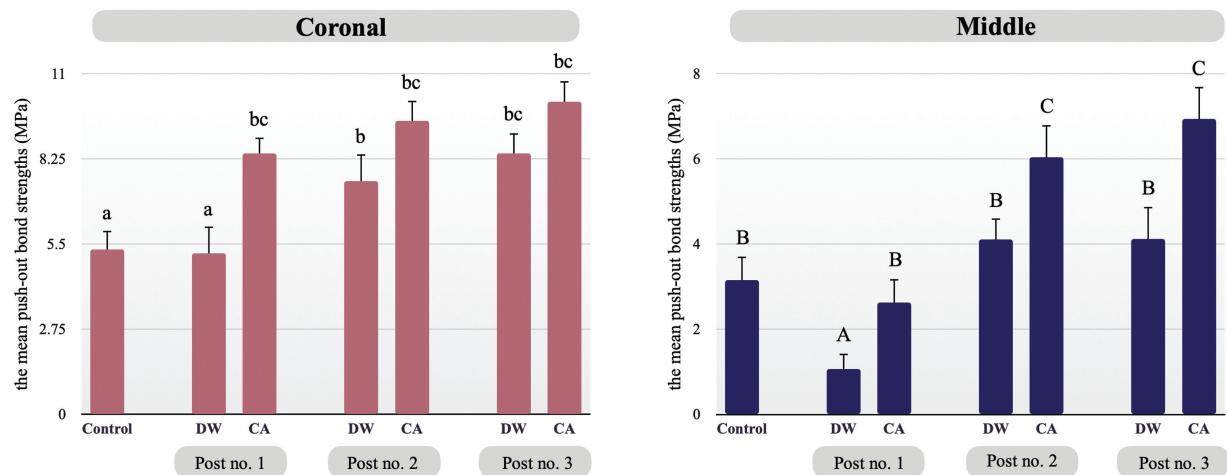 Coronal
the mean push-out bond strengths (MPa)
11
8.25
5.5
2.75
0
a
a
bc
b
bc
bc
bc
Control
DW
CA
DW
CA
DW
CA
Post no. 1
Post no. 2
Post no. 3
Middle
the mean push-out bond strengths (MPa)
8
6
4
2
0
B
A
B
B
C
B
C
Control
DW
CA
DW
CA
DW
CA
Post no. 1
Post no. 2
Post no. 3